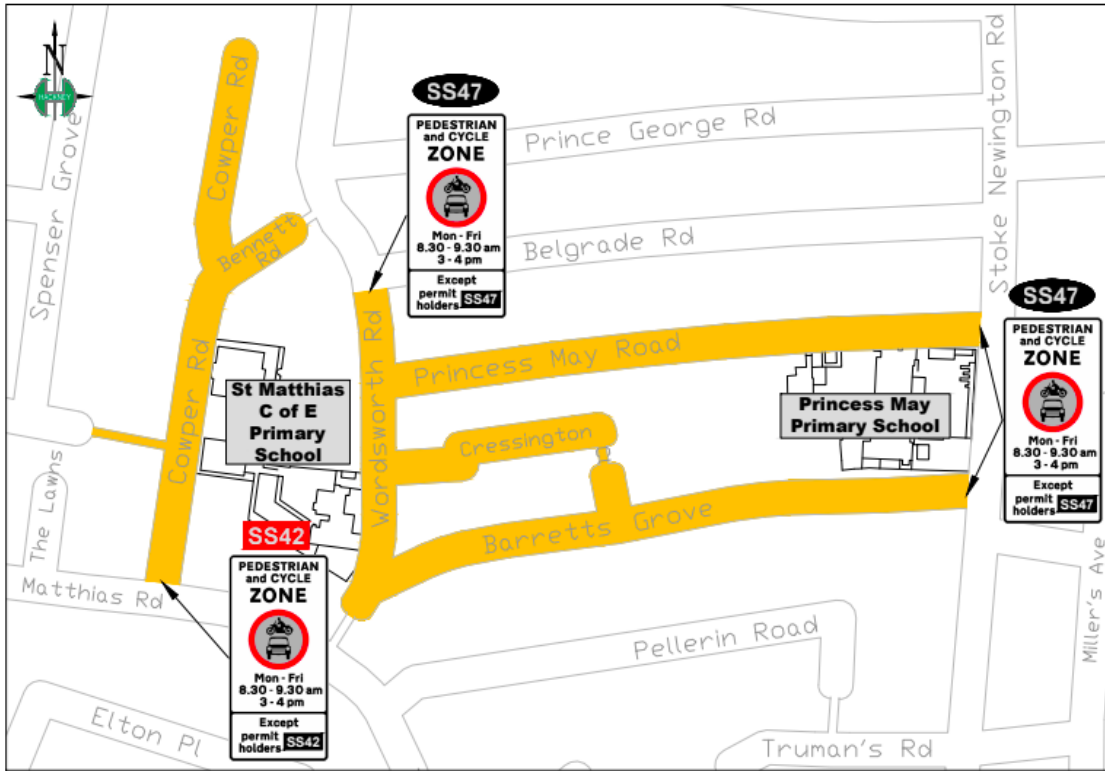 N
HACKNEY
Spenser Grove
Cowper Rd
Bennett
Rd
Cowper Rd
SS47
PEDESTRIAN
and CYCLE
ZONE
Mon - Fri
8.30 - 9.30 am
3 - 4 pm
Except
permit
holders SS47
Prince George Rd
Belgrade Rd
Stoke Newington Rd
Wordsworth Rd
Princess May Road
SS47
PEDESTRIAN
and CYCLE
ZONE
Mon - Fri
8.30 - 9.30 am
3 - 4 pm
Except
permit
holders SS47
St Matthias
C of E
Primary
School
Princess May
Primary School
Cressington
Barretts Grove
The Lawns
Matthias Rd
SS42
PEDESTRIAN
and CYCLE
ZONE
Mon - Fri
8.30 - 9.30 am
3 - 4 pm
Except
permit
holders SS42
Pellerin Road
Miller's Ave
Elton Pl
Truman's Rd